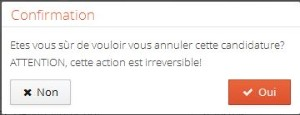 Confirmation
Etes vous sûr de vouloir vous annuler cette candidature?
ATTENTION, cette action est irreversible!
Non
Oui